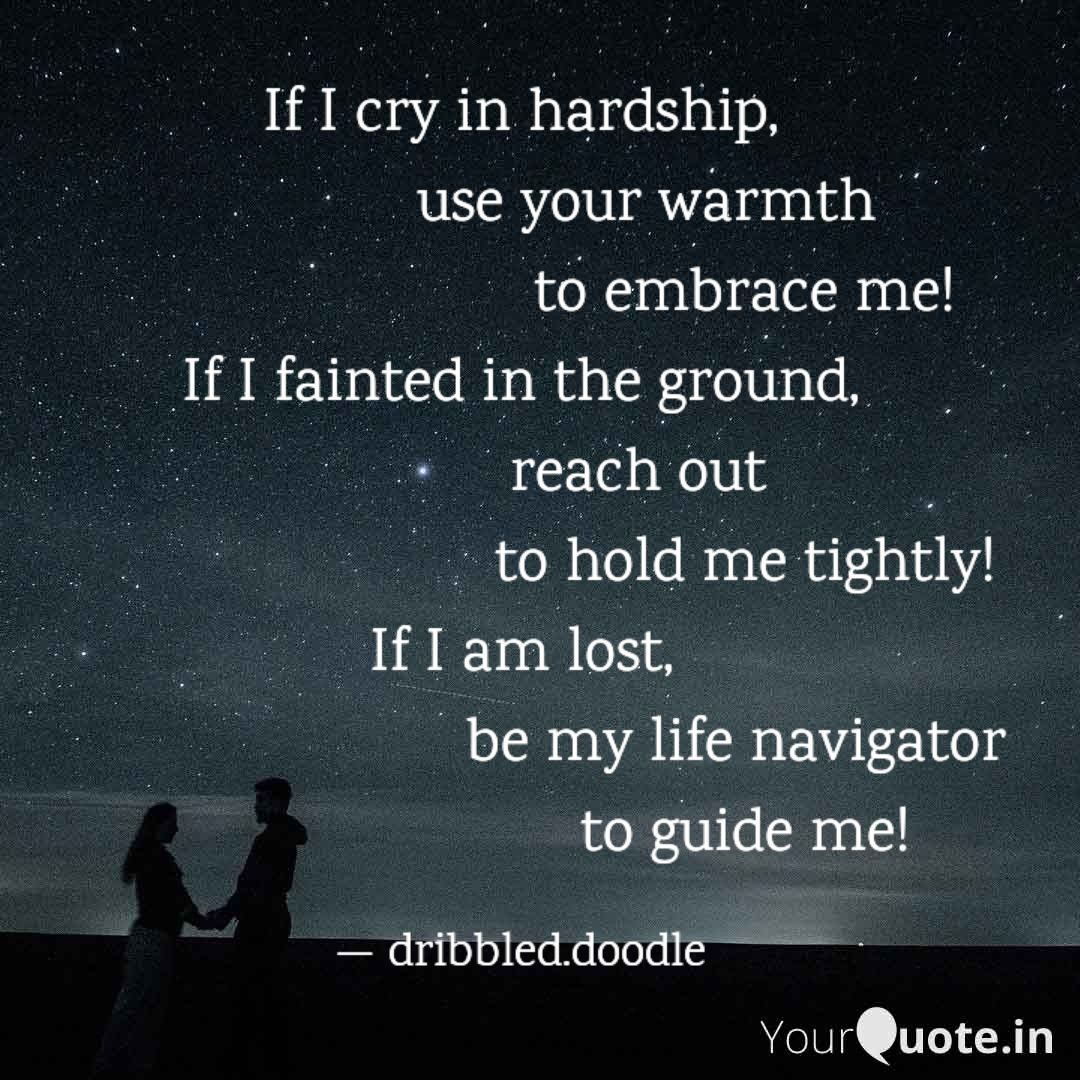 If I cry in hardship,
use your warmth
to embrace me!
If I fainted in the ground,
reach out
to hold me tightly!
If I am lost,
be my life navigator
to guide me!
— dribbled.doodle
YourQuote.in